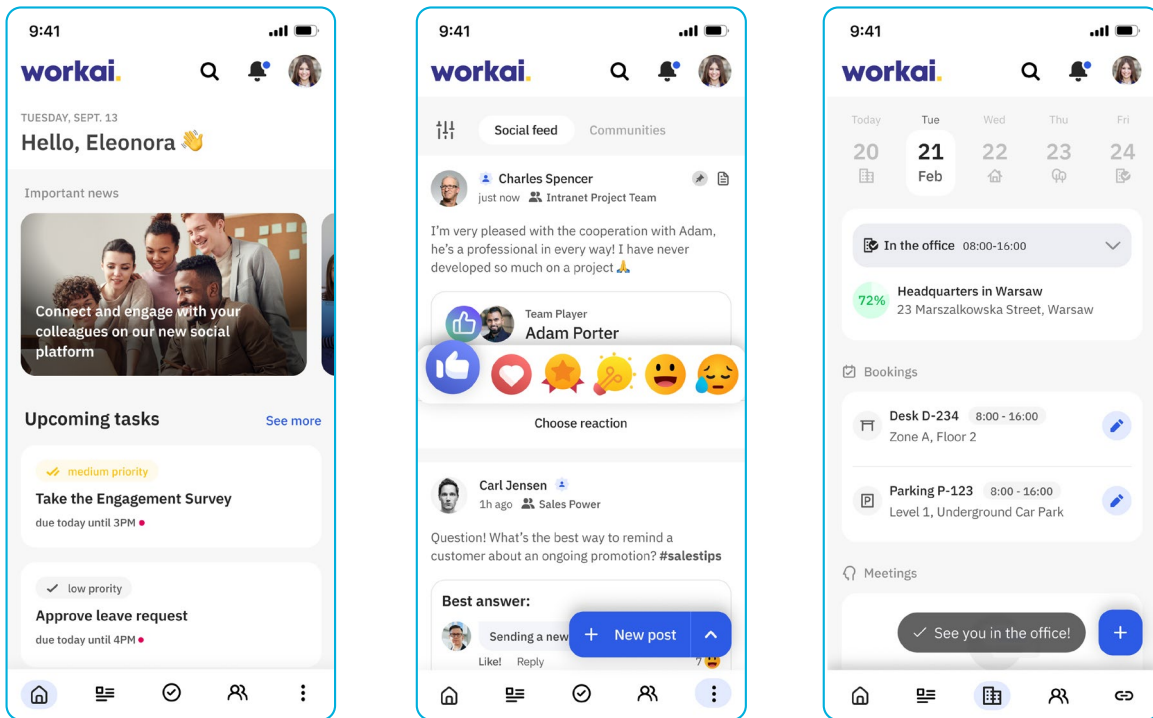 9:41
workai.
TUESDAY, SEPT. 13
Hello, Eleonora 👋
Important news
Connect and engage with your
colleagues on our new social
platform
Upcoming tasks See more
medium priority
Take the Engagement Survey
due today until 3PM
low prority
Approve leave request
due today until 4PM
9:41
workai.
Social feed Communities
Charles Spencer
just now Intranet Project Team
I'm very pleased with the cooperation with Adam,
he's a professional in every way! I have never
developed so much on a project 🙏
Team Player
Adam Porter
Choose reaction
Carl Jensen
1h ago Sales Power
Question! What's the best way to remind a
customer about an ongoing promotion? #salestips
Best answer:
Sending a new
+ New post
Like! Reply 7
9:41
workai.
Today Tue Wed Thu Fri
20 21 22 23 24
Feb
In the office 08:00-16:00
72%
Headquarters in Warsaw
23 Marszalkowska Street, Warsaw
Bookings
Desk D-234 8:00 - 16:00
Zone A, Floor 2
P
Parking P-123 8:00 - 16:00
Level 1, Underground Car Park
Meetings
See you in the office!
+